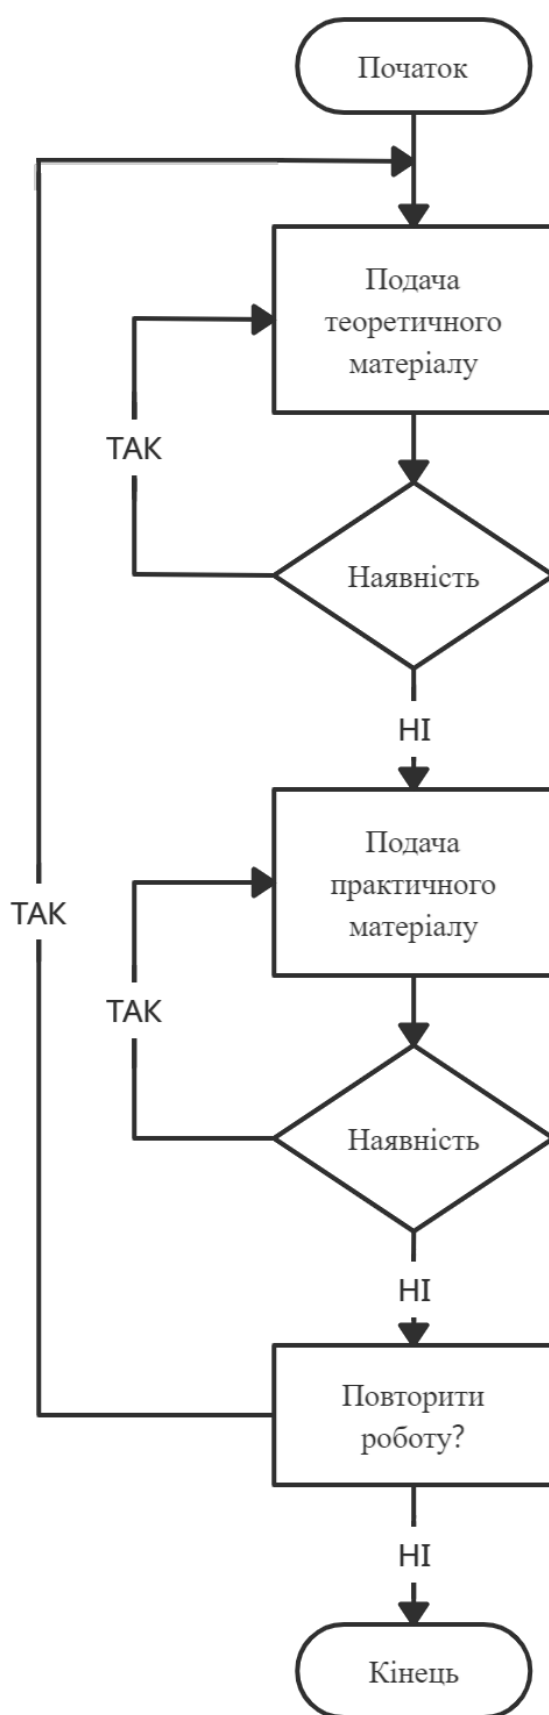 Початок
Подача
теоретичного
матеріалу
ТАК
Наявність
НІ
Подача
практичного
матеріалу
ТАК
ТАК
Наявність
НІ
Повторити
роботу?
НІ
Кінець